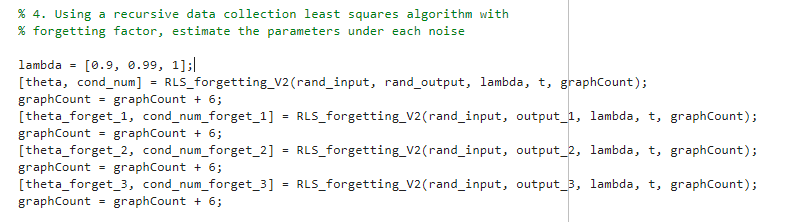 % 4. Using a recursive data collection least squares algorithm with
% forgetting factor, estimate the parameters under each noise
lambda = [0.9, 0.99, 1];
[theta, cond_num] = RLS_forgetting_V2(rand_input, rand_output, lambda, t, graphCount);
graphCount = graphCount + 6;
[theta_forget_1, cond_num_forget_1] = RLS_forgetting_V2(rand_input, output_1, lambda, t, graphCount);
graphCount = graphCount + 6;
[theta_forget_2, cond_num_forget_2] = RLS_forgetting_V2(rand_input, output_2, lambda, t, graphCount);
graphCount = graphCount + 6;
[theta_forget_3, cond_num_forget_3] = RLS_forgetting_V2(rand_input, output_3, lambda, t, graphCount);
graphCount = graphCount + 6;